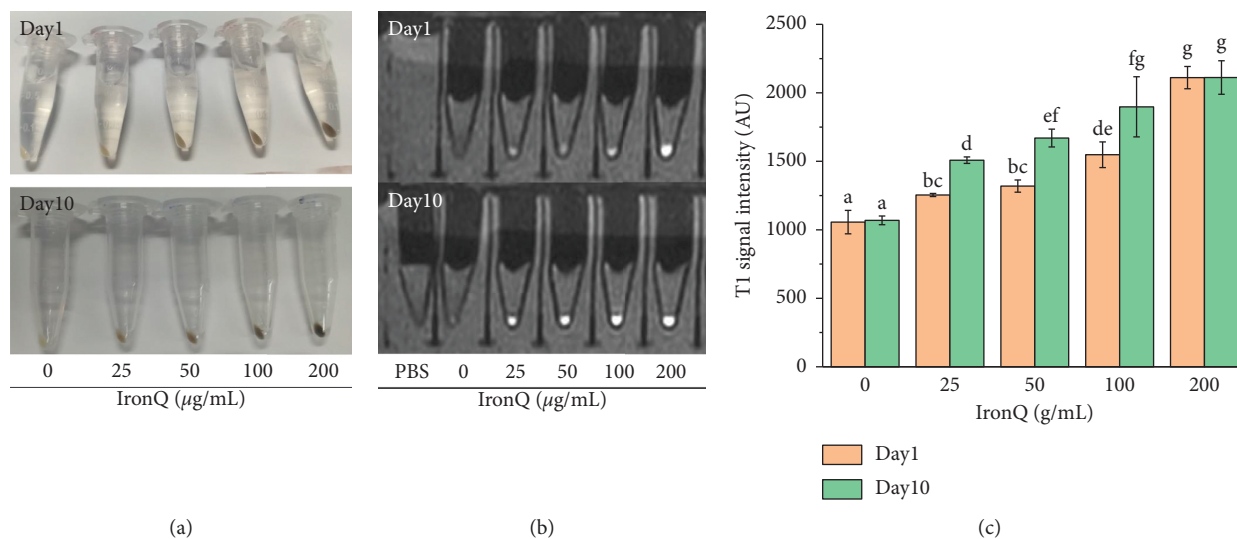 Day1
Day10
0 25 50 100 200
IronQ (μg/mL)
(a)
Day1
Day10
PBS 0 25 50 100 200
IronQ (μg/mL)
(b)
2500
2000
1500
1000
500
0
T1 signal intensity (AU)
a a bc d bc ef de fg g g
0 25 50 100 200
IronQ (g/mL)
Day1
Day10
(c)